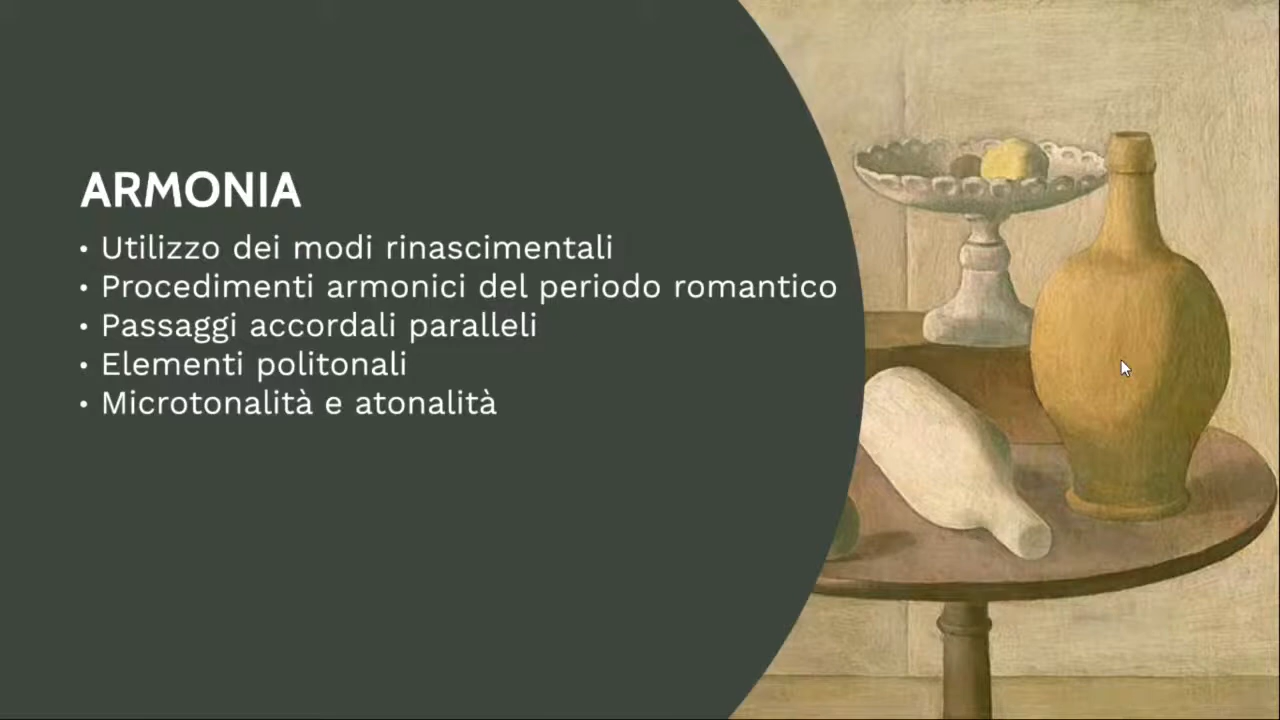 ARMONIA
• Utilizzo dei modi rinascimentali
• Procedimenti armonici del periodo romantico
• Passaggi accordali paralleli
• Elementi politonali
• Microtonalità e atonalità